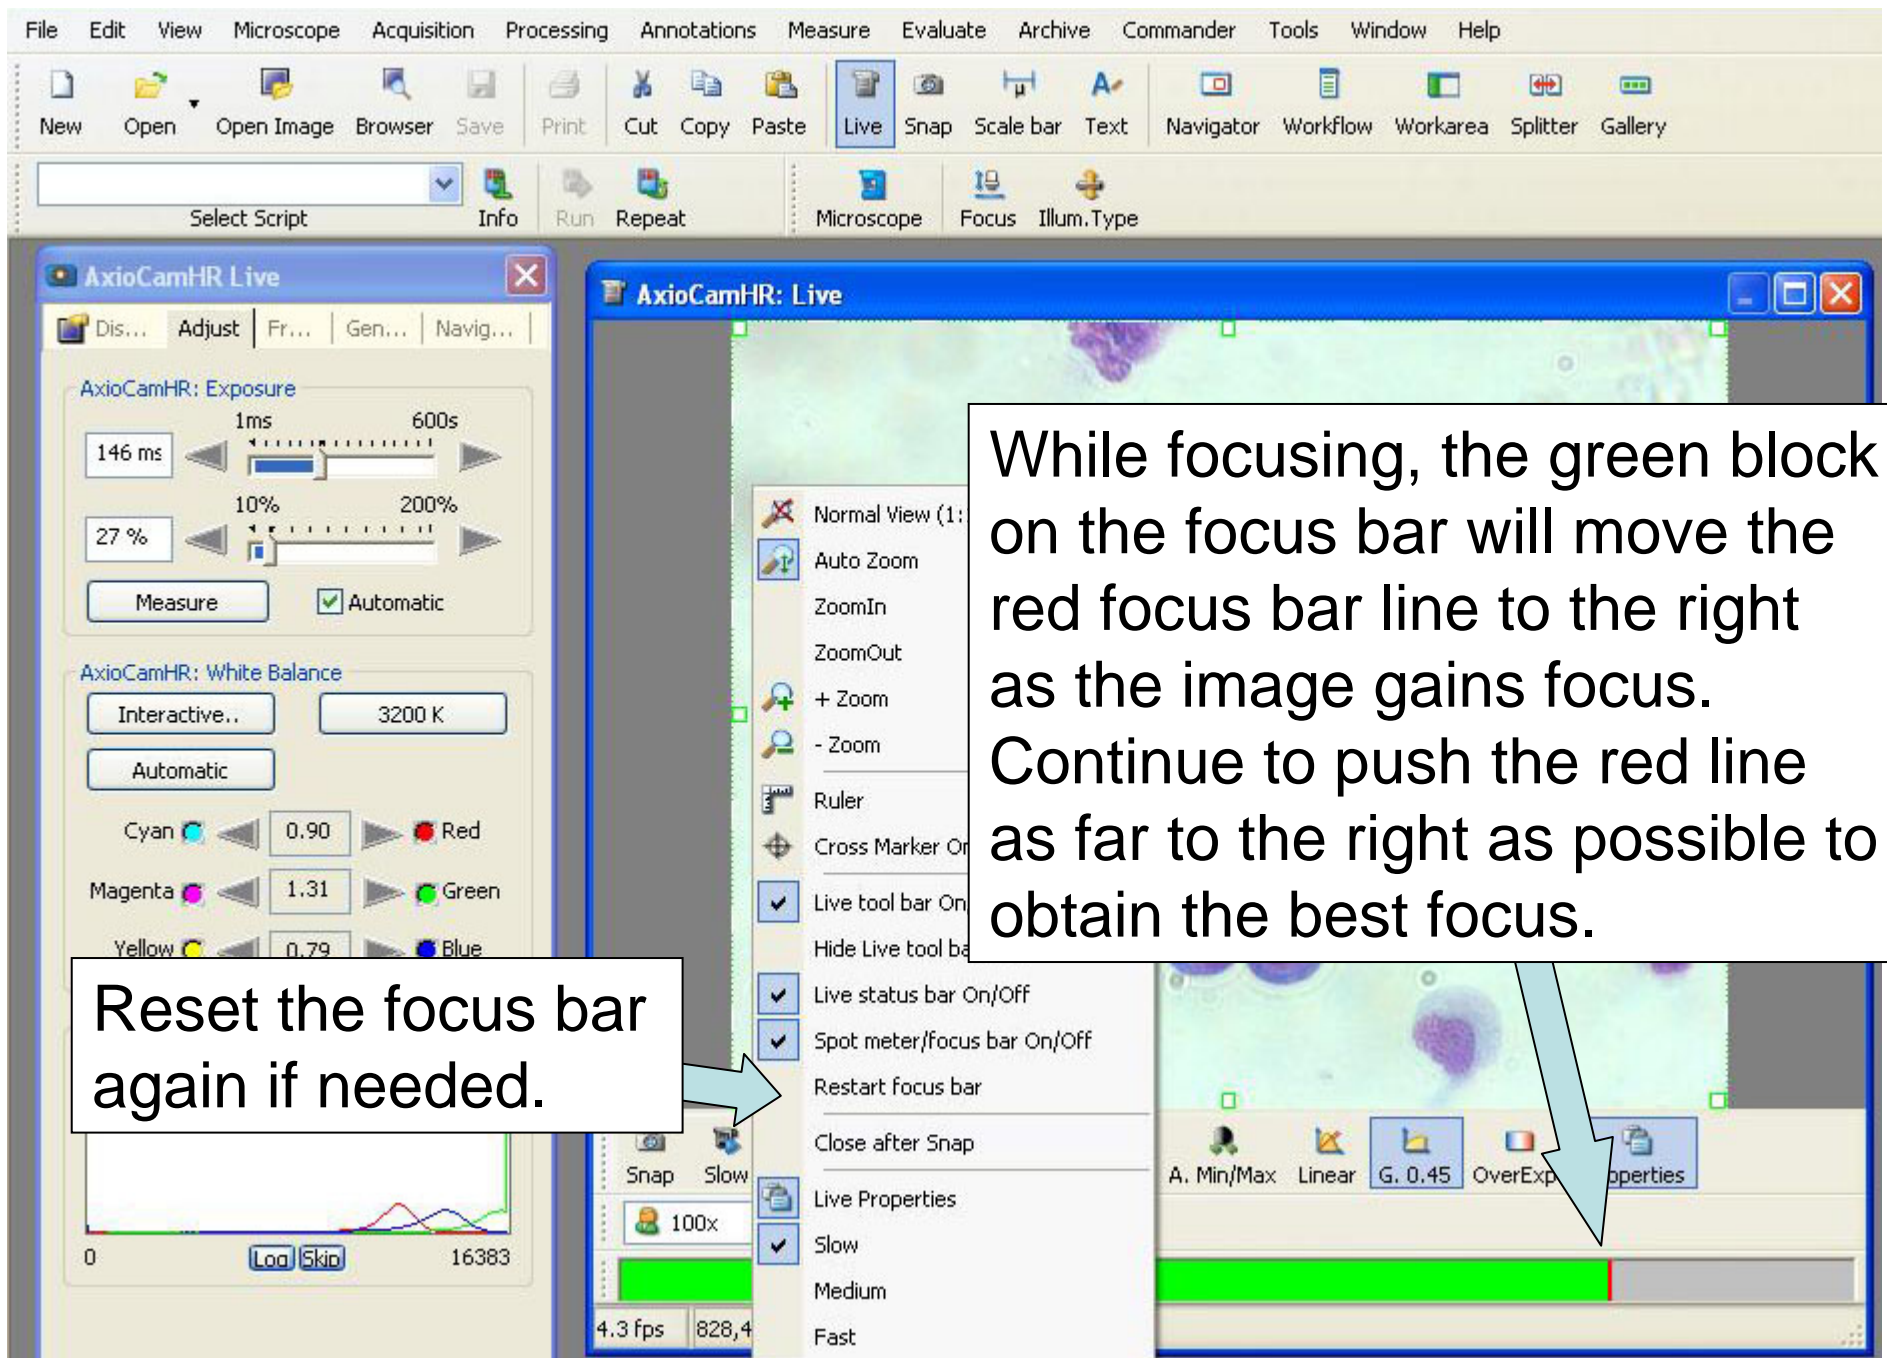 File Edit View Microscope Acquisition Processing Annotations Measure Evaluate Archive Commander Tools Window Help
New Open Open Image Browser Save Print Cut Copy Paste Live Snap Scale bar Text Navigator Workflow Workarea Splitter Gallery
Select Script Info Run Repeat Microscope Focus Illum.Type
AxioCamHR Live
Dis... Adjust Fr... Gen... Navig...
AxioCamHR: Exposure
1ms 600s
146 ms
10% 200%
27 %
Measure Automatic
AxioCamHR: White Balance
Interactive.. 3200 K
Automatic
Cyan 0.90 Red
Magenta 1.31 Green
Yellow 0.79 Blue
Reset the focus bar
again if needed.
0 Log Skip 16383
AxioCamHR: Live
While focusing, the green block
on the focus bar will move the
red focus bar line to the right
as the image gains focus.
Continue to push the red line
as far to the right as possible to
obtain the best focus.
Normal View (1:
Auto Zoom
ZoomIn
ZoomOut
+ Zoom
- Zoom
Ruler
Cross Marker On
Live tool bar On
Hide Live tool ba
Live status bar On/Off
Spot meter/focus bar On/Off
Restart focus bar
Close after Snap
Live Properties
Slow
Medium
Fast
Snap Slow A. Min/Max Linear G. 0.45 OverExp operties
100x
4.3 fps 828,4